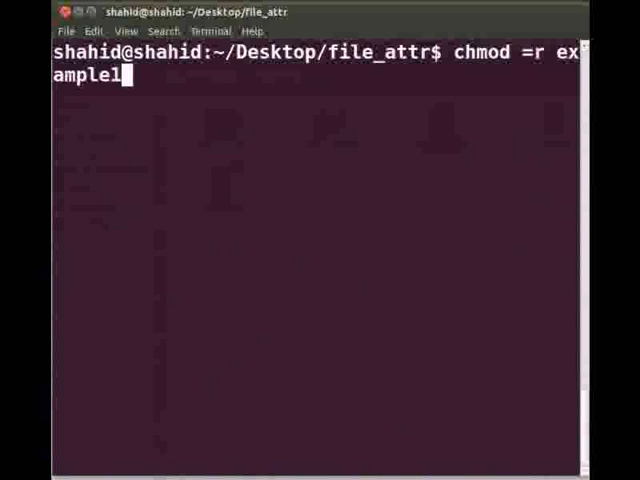 shahid@shahid: ~/Desktop/file_attr
File Edit View Search Terminal Help
shahid@shahid:~/Desktop/file_attr$ chmod =r ex
ample1